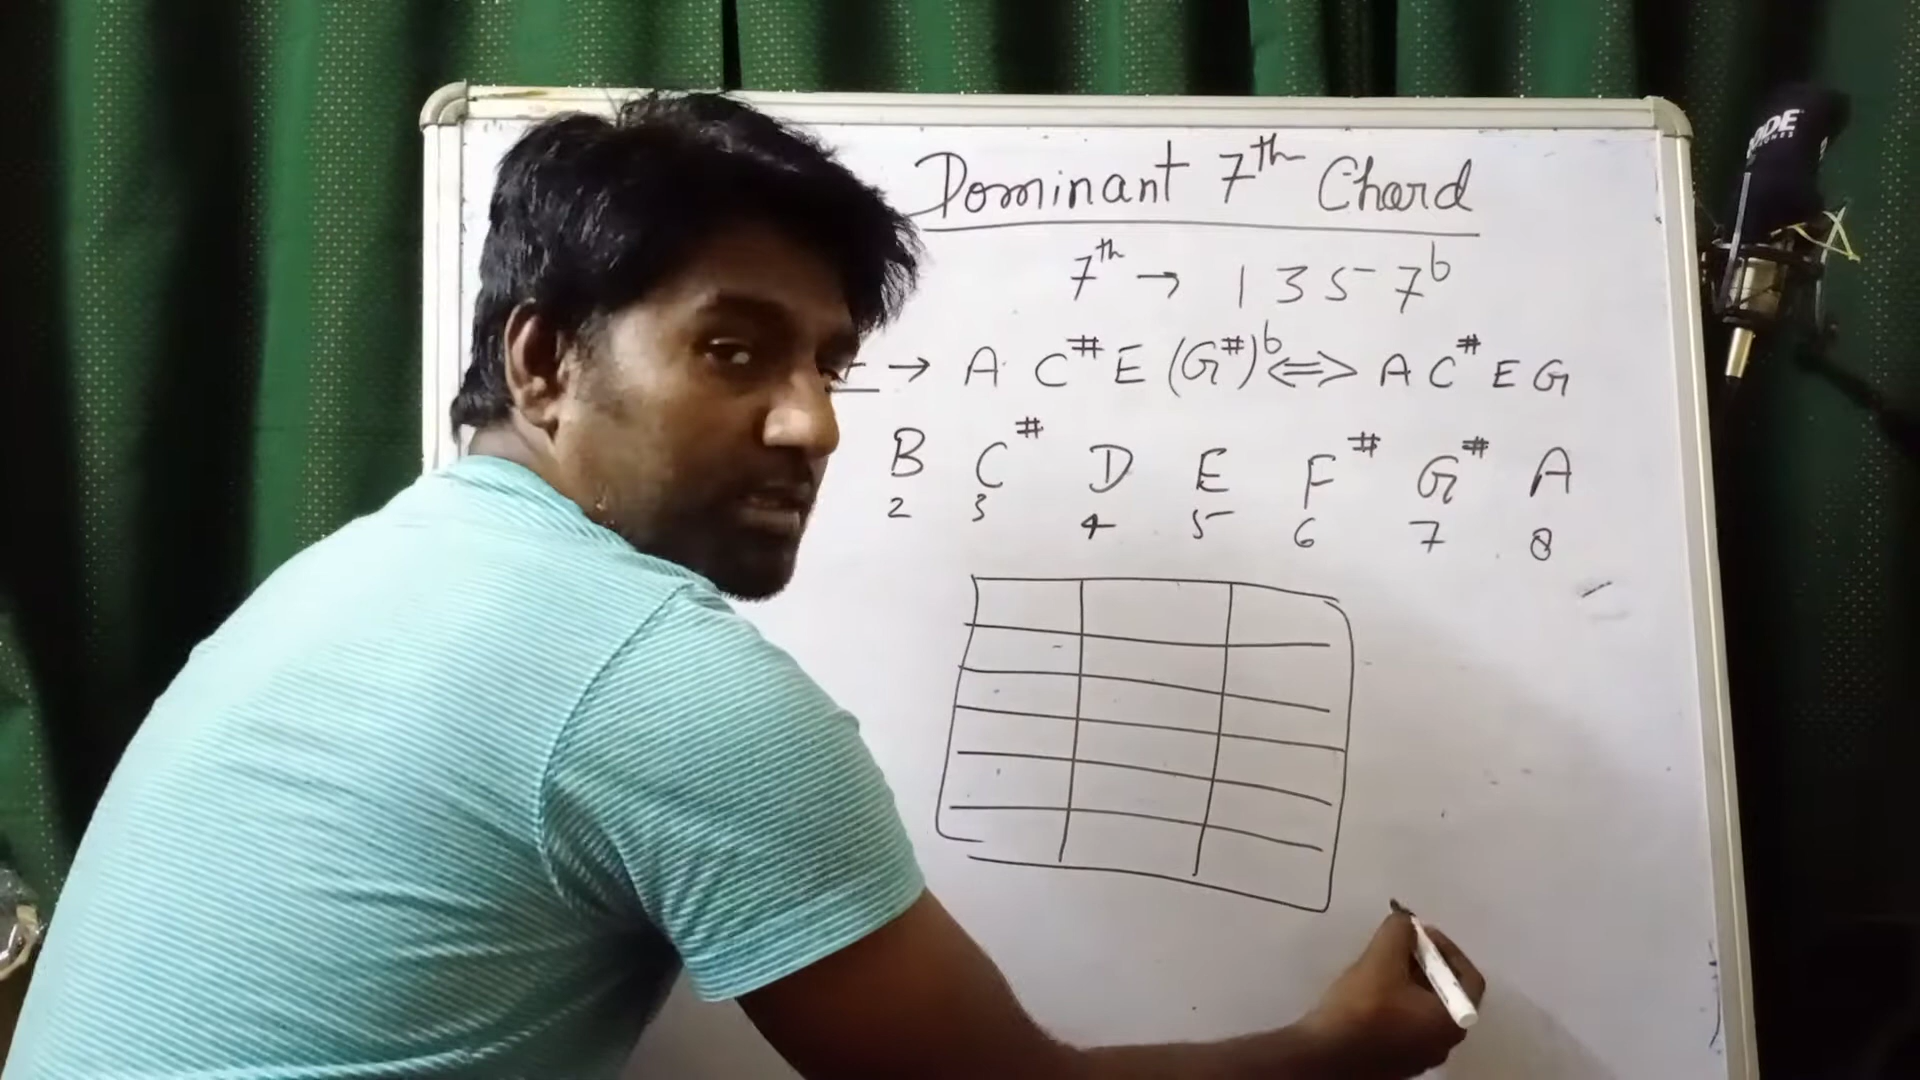 Dominant 7th Chord
7th → 1 3 5 7b
→ A C# E (G#)b ⇔ A C# E G
B C# D E F# G# A
2 3 4 5 6 7 8